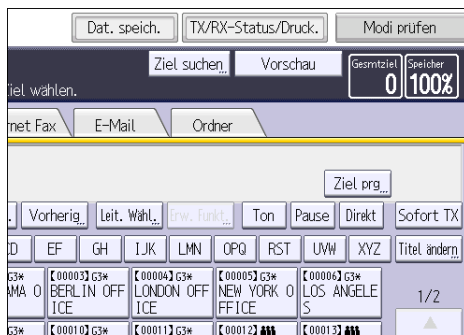 Dat. speich. TX/RX-Status/Druck. Modi prüfen
Ziel suchen Vorschau Gesmtziel Speicher
Ziel wählen. 0 100%
rnet Fax E-Mail Ordner
Ziel prg
. Vorherig Leit. Wähl. Erw. Funkt. Ton Pause Direkt Sofort TX
CD EF GH IJK LMN OPQ RST UVW XYZ Titel ändern
G3* 【00003】G3* 【00004】G3* 【00005】G3* 【00006】G3*
AMA O BERLIN OFF LONDON OFF NEW YORK O LOS ANGELE
ICE ICE FFICE S 1/2
G3* 【00010】G3* 【00011】G3* 【00012】 【00013】